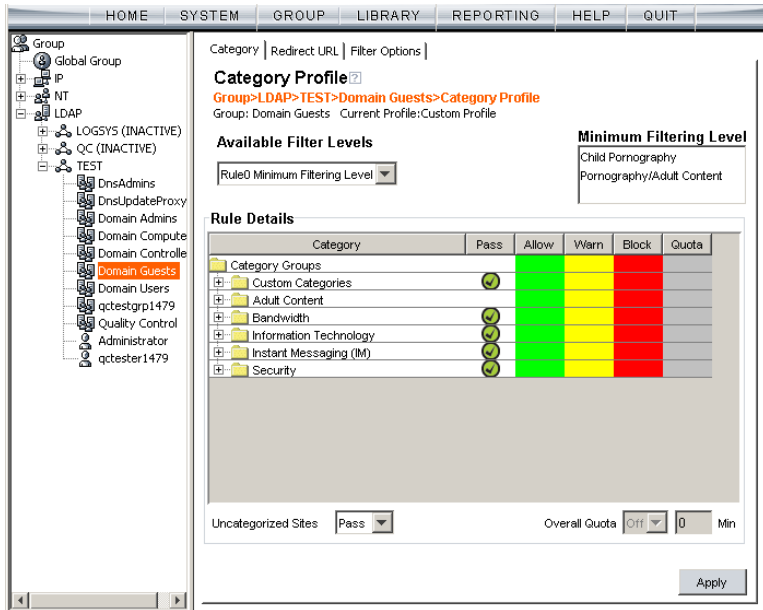 HOME SYSTEM GROUP LIBRARY REPORTING HELP QUIT
Group
Global Group
IP
NT
LDAP
LOGSYS (INACTIVE)
QC (INACTIVE)
TEST
DnsAdmins
DnsUpdateProxy
Domain Admins
Domain Compute
Domain Controlle
Domain Guests
Domain Users
qctestgrp1479
Quality Control
Administrator
qctester1479
Category Redirect URL Filter Options
Category Profile ?
Group>LDAP>TEST>Domain Guests>Category Profile
Group: Domain Guests Current Profile:Custom Profile
Available Filter Levels
Rule0 Minimum Filtering Level
Minimum Filtering Level
Child Pornography
Pornography/Adult Content
Rule Details
Category Pass Allow Warn Block Quota
Category Groups
Custom Categories
Adult Content
Bandwidth
Information Technology
Instant Messaging (IM)
Security
Uncategorized Sites Pass Overall Quota Off 0 Min
Apply